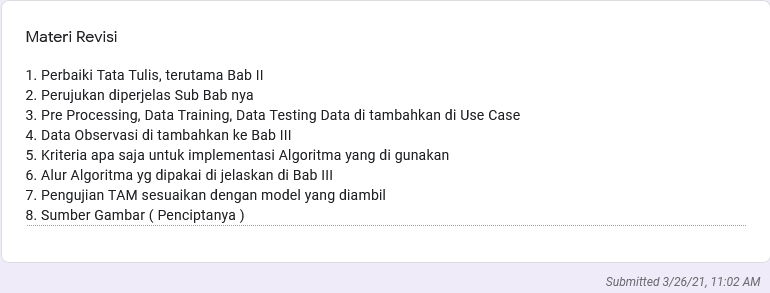 Materi Revisi
1. Perbaiki Tata Tulis, terutama Bab II
2. Perujukan diperjelas Sub Bab nya
3. Pre Processing, Data Training, Data Testing Data di tambahkan di Use Case
4. Data Observasi di tambahkan ke Bab III
5. Kriteria apa saja untuk implementasi Algoritma yang di gunakan
6. Alur Algoritma yg dipakai di jelaskan di Bab III
7. Pengujian TAM sesuaikan dengan model yang diambil
8. Sumber Gambar ( Penciptanya )
Submitted 3/26/21, 11:02 AM